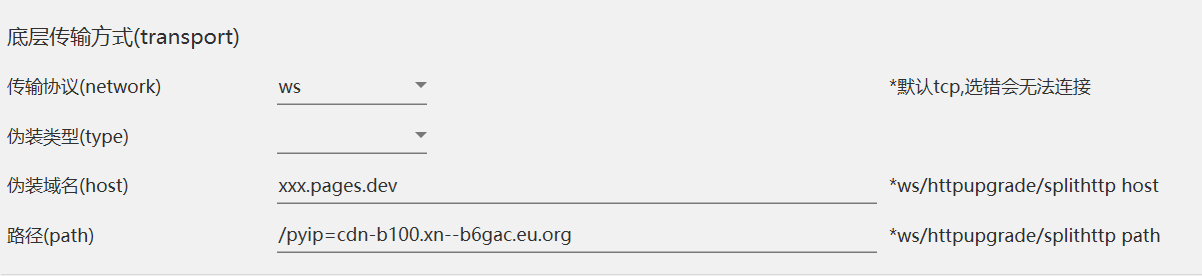 底层传输方式(transport)
传输协议(network) ws *默认tcp,选错会无法连接
伪装类型(type)
伪装域名(host) xxx.pages.dev *ws/httpupgrade/splithttp host
路径(path) /pyip=cdn-b100.xn--b6gac.eu.org *ws/httpupgrade/splithttp path